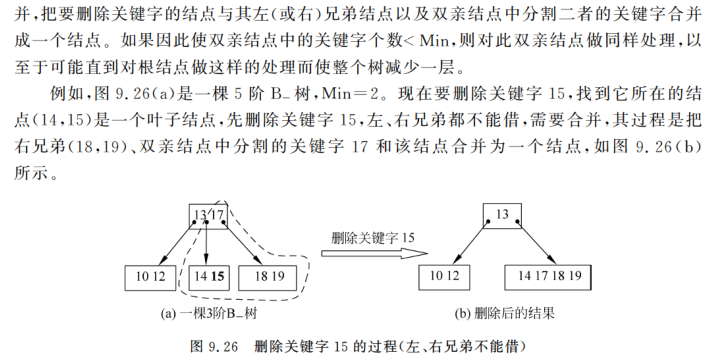 并,把要删除关键字的结点与其左(或右)兄弟结点以及双亲结点中分割二者的关键字合并
成一个结点。如果因此使双亲结点中的关键字个数< Min,则对此双亲结点做同样处理,以
至于可能直到对根结点做这样的处理而使整个树减少一层。
例如,图 9.26(a)是一棵 5 阶 B_树,Min=2。现在要删除关键字 15,找到它所在的结
点(14,15)是一个叶子结点,先删除关键字 15,左、右兄弟都不能借,需要合并,其过程是把
右兄弟(18,19)、双亲结点中分割的关键字 17 和该结点合并为一个结点,如图 9.26(b)
所示。
13 17
删除关键字 15
13
10 12
14 15
18 19
10 12
14 17 18 19
(a) 一棵3阶B_树
(b) 删除后的结果
图 9.26 删除关键字 15 的过程(左、右兄弟不能借)